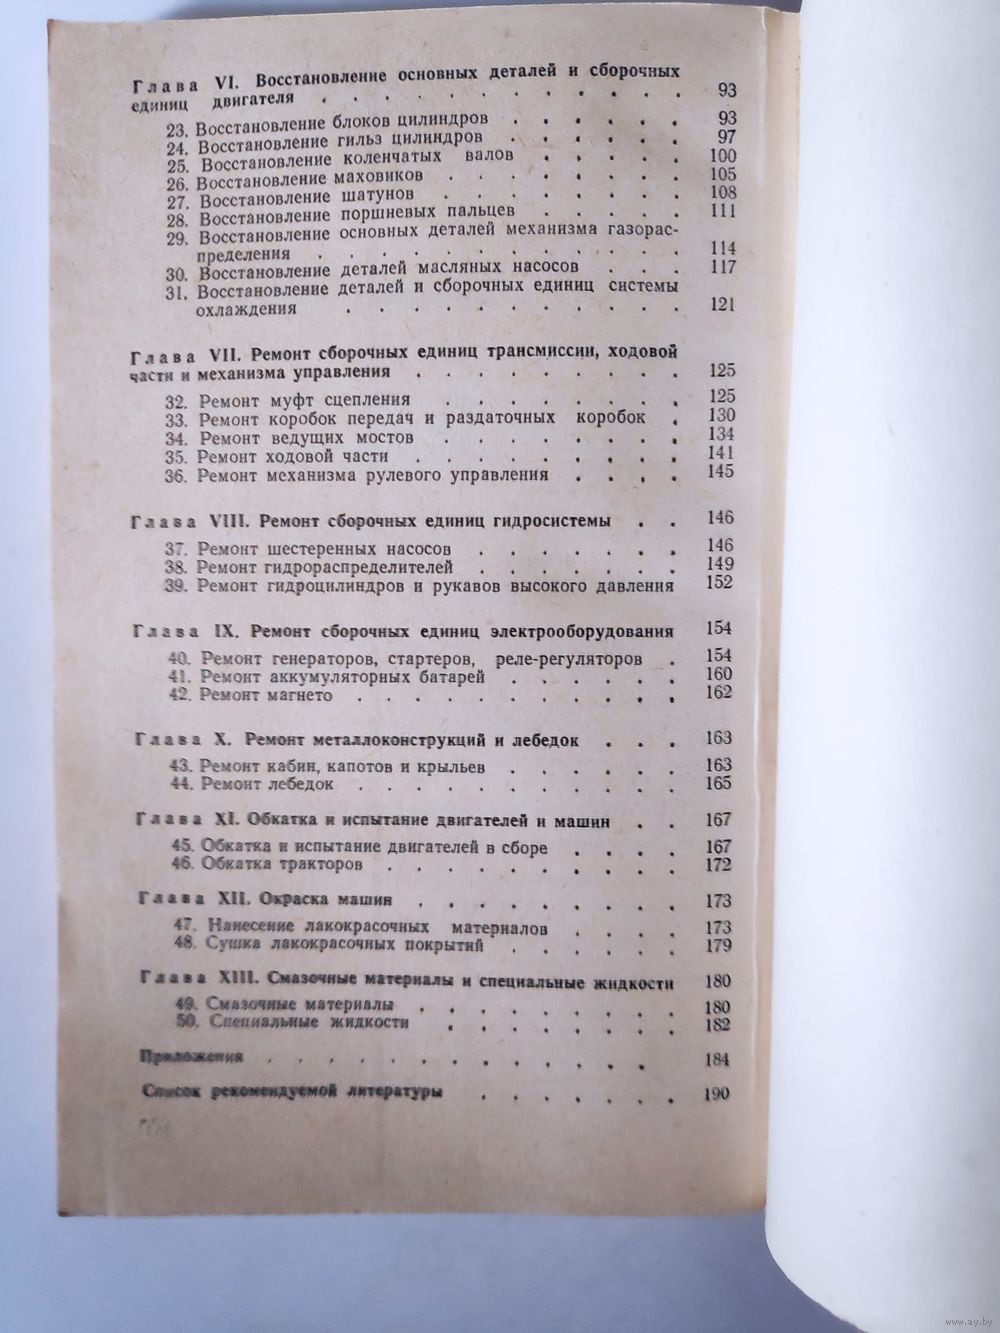 Глава VI. Восстановление основных деталей и сборочных
единиц двигателя . . . . . . . . . . . . 93
23. Восстановление блоков цилиндров . . . . . . 93
24. Восстановление гильз цилиндров . . . . . . 97
25. Восстановление коленчатых валов . . . . . 100
26. Восстановление маховиков . . . . . . . . 105
27. Восстановление шатунов . . . . . . . . 108
28. Восстановление поршневых пальцев . . . . . 111
29. Восстановление основных деталей механизма газорас-
пределения . . . . . . . . . . . . 114
30. Восстановление деталей масляных насосов . . . 117
31. Восстановление деталей и сборочных единиц системы
охлаждения . . . . . . . . . . . 121
Глава VII. Ремонт сборочных единиц трансмиссии, ходовой
части и механизма управления . . . . . . . . . 125
32. Ремонт муфт сцепления . . . . . . . . 125
33. Ремонт коробок передач и раздаточных коробок . 130
34. Ремонт ведущих мостов . . . . . . . . 134
35. Ремонт ходовой части . . . . . . . . . 141
36. Ремонт механизма рулевого управления . . . . 145
Глава VIII. Ремонт сборочных единиц гидросистемы . . 146
37. Ремонт шестеренных насосов . . . . . . . 146
38. Ремонт гидрораспределителей . . . . . . . 149
39. Ремонт гидроцилиндров и рукавов высокого давления 152
Глава IX. Ремонт сборочных единиц электрооборудования 154
40. Ремонт генераторов, стартеров, реле-регуляторов . 154
41. Ремонт аккумуляторных батарей . . . . . . 160
42. Ремонт магнето . . . . . . . . . . . 162
Глава X. Ремонт металлоконструкций и лебедок . . . 163
43. Ремонт кабин, капотов и крыльев . . . . . . 163
44. Ремонт лебедок . . . . . . . . . . . 165
Глава XI. Обкатка и испытание двигателей и машин . . 167
45. Обкатка и испытание двигателей в сборе . . . . 167
46. Обкатка тракторов . . . . . . . . . . 172
Глава XII. Окраска машин . . . . . . . . . 173
47. Нанесение лакокрасочных материалов . . . . 173
48. Сушка лакокрасочных покрытий . . . . . . 179
Глава XIII. Смазочные материалы и специальные жидкости 180
49. Смазочные материалы . . . . . . . . . 180
50. Специальные жидкости . . . . . . . . 182
Приложения . . . . . . . . . . . . . 184
Список рекомендуемой литературы . . . . . . . 190
www.ay.by